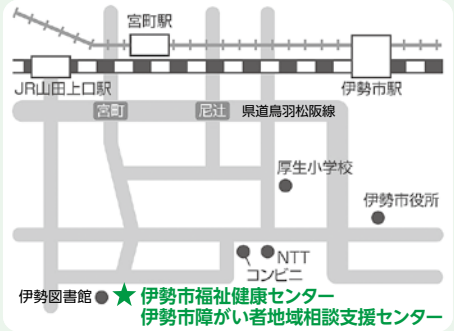 宮町駅
JR山田上口駅
伊勢市駅
宮町
尼辻
県道鳥羽松阪線
厚生小学校
伊勢市役所
NTT
コンビニ
伊勢図書館
★伊勢市福祉健康センター
伊勢市障がい者地域相談支援センター